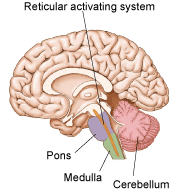 Reticular activating system
Pons
Medulla
Cerebellum